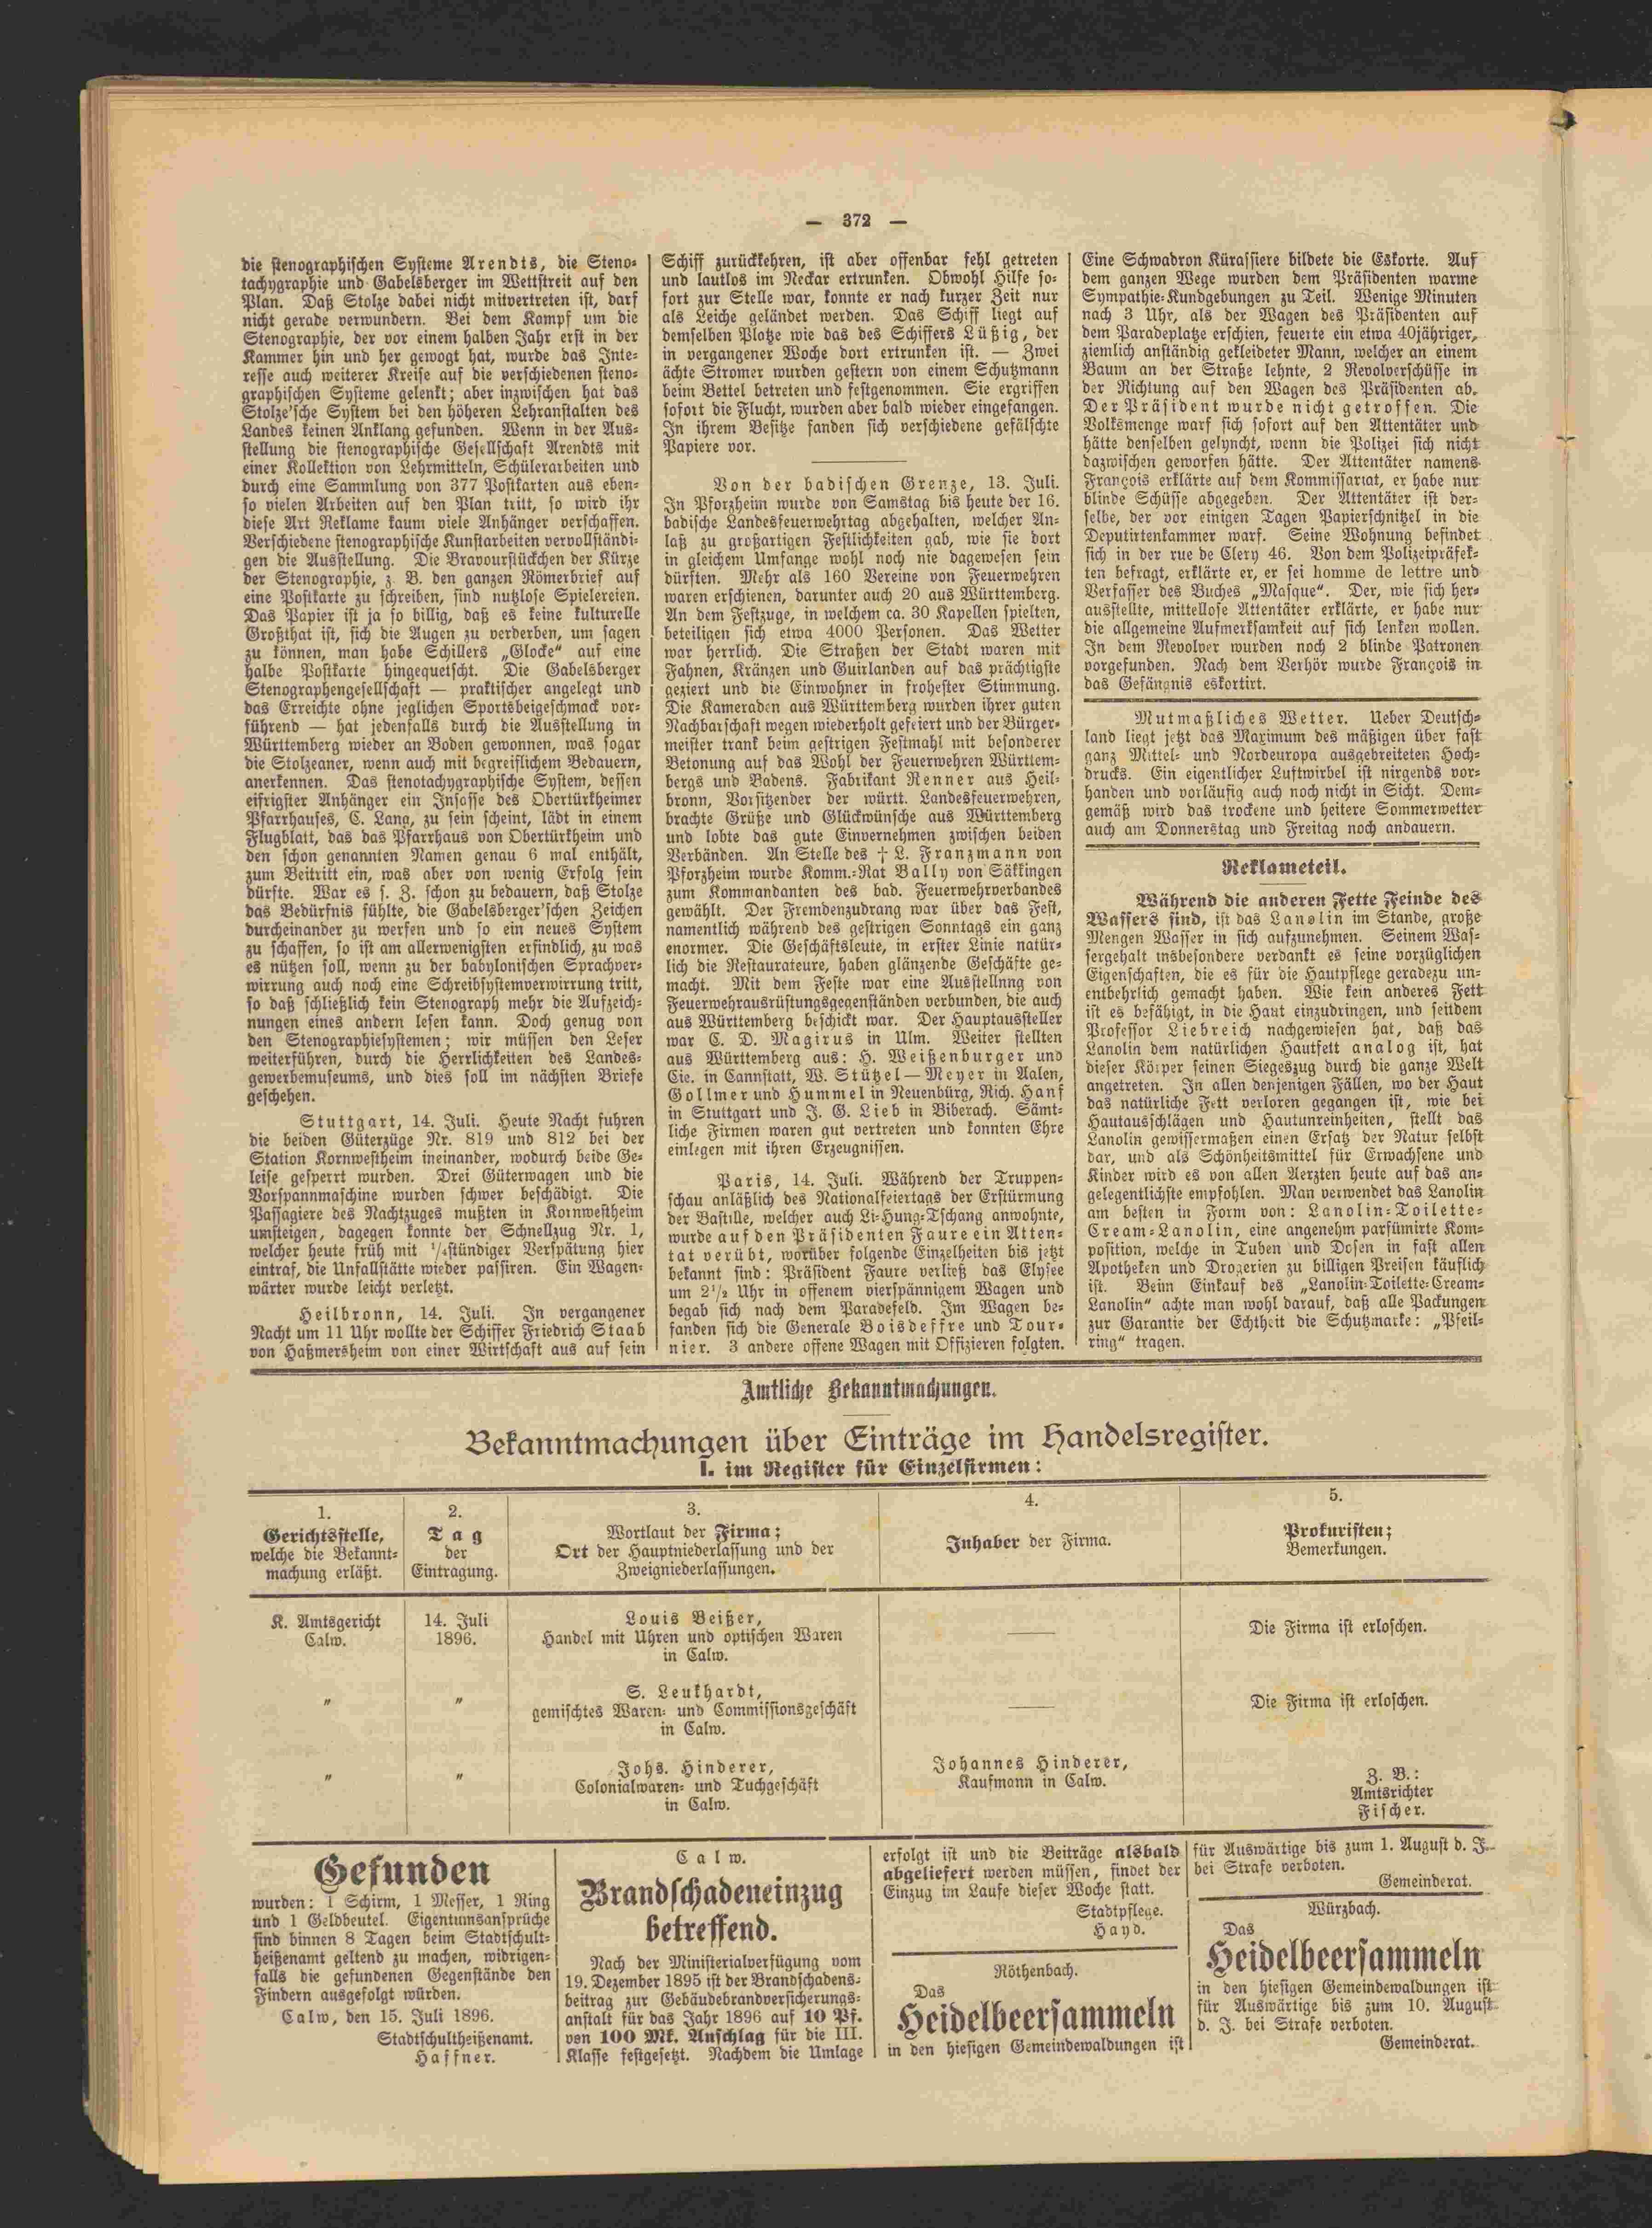 — 372 —
die stenographischen Systeme Arendts, die Steno-
tachygraphie und Gabelsberger im Wettstreit auf den
Plan. Daß Stolze dabei nicht mitvertreten ist, darf
nicht gerade verwundern. Bei dem Kampf um die
Stenographie, der vor einem halben Jahr erst in der
Kammer hin und her gewogt hat, wurde das Inte-
resse auch weiterer Kreise auf die verschiedenen steno-
graphischen Systeme gelenkt; aber inzwischen hat das
Stolze'sche System bei den höheren Lehranstalten des
Landes keinen Anklang gefunden. Wenn in der Aus-
stellung die stenographische Gesellschaft Arendts mit
einer Kollektion von Lehrmitteln, Schülerarbeiten und
durch eine Sammlung von 377 Postkarten aus eben-
so vielen Arbeiten auf den Plan tritt, so wird ihr
diese Art Reklame kaum viele Anhänger verschaffen.
Verschiedene stenographische Kunstarbeiten vervollständi-
gen die Ausstellung. Die Bravourstückchen der Kürze
der Stenographie, z. B. den ganzen Römerbrief auf
eine Postkarte zu schreiben, sind nutzlose Spielereien.
Das Papier ist ja so billig, daß es keine kulturelle
Großthat ist, sich die Augen zu verderben, um sagen
zu können, man habe Schillers „Glocke“ auf eine
halbe Postkarte hingequetscht. Die Gabelsberger
Stenographengesellschaft — praktischer angelegt und
das Erreichte ohne jeglichen Sportsbeigeschmack vor-
führend — hat jedenfalls durch die Ausstellung in
Württemberg wieder an Boden gewonnen, was sogar
die Stolzeaner, wenn auch mit begreiflichem Bedauern,
anerkennen. Das stenotachygraphische System, dessen
eifrigster Anhänger ein Insasse des Obertürkheimer
Pfarrhauses, C. Lang, zu sein scheint, lädt in einem
Flugblatt, das das Pfarrhaus von Obertürkheim und
den schon genannten Namen genau 6 mal enthält,
zum Beitritt ein, was aber von wenig Erfolg sein
dürfte. War es s. Z. schon zu bedauern, daß Stolze
das Bedürfnis fühlte, die Gabelsberger'schen Zeichen
durcheinander zu werfen und so ein neues System
zu schaffen, so ist am allerwenigsten erfindlich, zu was
es nützen soll, wenn zu der babylonischen Sprachver-
wirrung auch noch eine Schreibsystemverwirrung tritt,
so daß schließlich kein Stenograph mehr die Aufzeich-
nungen eines andern lesen kann. Doch genug von
den Stenographiesystemen; wir müssen den Leser
weiterführen, durch die Herrlichkeiten des Landes-
gewerbemuseums, und dies soll im nächsten Briefe
geschehen.
Stuttgart, 14. Juli. Heute Nacht fuhren
die beiden Güterzüge Nr. 819 und 812 bei der
Station Kornwestheim ineinander, wodurch beide Ge-
leise gesperrt wurden. Drei Güterwagen und die
Vorspannmaschine wurden schwer beschädigt. Die
Passagiere des Nachtzuges mußten in Kornwestheim
umsteigen, dagegen konnte der Schnellzug Nr. 1,
welcher heute früh mit ¼stündiger Verspätung hier
eintraf, die Unfallstätte wieder passiren. Ein Wagen-
wärter wurde leicht verletzt.
Heilbronn, 14. Juli. In vergangener
Nacht um 11 Uhr wollte der Schiffer Friedrich Staab
von Haßmersheim von einer Wirtschaft aus auf sein
Schiff zurückkehren, ist aber offenbar fehl getreten
und lautlos im Neckar ertrunken. Obwohl Hilfe so-
fort zur Stelle war, konnte er nach kurzer Zeit nur
als Leiche geländet werden. Das Schiff liegt auf
demselben Platze wie das des Schiffers Lüßig, der
in vergangener Woche dort ertrunken ist. — Zwei
ächte Stromer wurden gestern von einem Schutzmann
beim Bettel betreten und festgenommen. Sie ergriffen
sofort die Flucht, wurden aber bald wieder eingefangen.
In ihrem Besitze fanden sich verschiedene gefälschte
Papiere vor.
Von der badischen Grenze, 13. Juli.
In Pforzheim wurde von Samstag bis heute der 16.
badische Landesfeuerwehrtag abgehalten, welcher An-
laß zu großartigen Festlichkeiten gab, wie sie dort
in gleichem Umfange wohl noch nie dagewesen sein
dürften. Mehr als 160 Vereine von Feuerwehren
waren erschienen, darunter auch 20 aus Württemberg.
An dem Festzuge, in welchem ca. 30 Kapellen spielten,
beteiligen sich etwa 4000 Personen. Das Wetter
war herrlich. Die Straßen der Stadt waren mit
Fahnen, Kränzen und Guirlanden auf das prächtigste
geziert und die Einwohner in frohester Stimmung.
Die Kameraden aus Württemberg wurden ihrer guten
Nachbarschaft wegen wiederholt gefeiert und der Bürger-
meister trank beim gestrigen Festmahl mit besonderer
Betonung auf das Wohl der Feuerwehren Württem-
bergs und Badens. Fabrikant Renner aus Heil-
bronn, Vorsitzender der württ. Landesfeuerwehren,
brachte Grüße und Glückwünsche aus Württemberg
und lobte das gute Einvernehmen zwischen beiden
Verbänden. An Stelle des † L. Franzmann von
Pforzheim wurde Komm.-Rat Bally von Säkkingen
zum Kommandanten des bad. Feuerwehrverbandes
gewählt. Der Fremdenzudrang war über das Fest,
namentlich während des gestrigen Sonntags ein ganz
enormer. Die Geschäftsleute, in erster Linie natür-
lich die Restaurateure, haben glänzende Geschäfte ge-
macht. Mit dem Feste war eine Ausstellnng von
Feuerwehrausrüstungsgegenständen verbunden, die auch
aus Württemberg beschickt war. Der Hauptaussteller
war C. D. Magirus in Ulm. Weiter stellten
aus Württemberg aus: H. Weißenburger und
Cie. in Cannstatt, W. Stützel—Meyer in Aalen,
Gollmer und Hummel in Neuenbürg, Rich. Hanf
in Stuttgart und J. G. Lieb in Biberach. Sämt-
liche Firmen waren gut vertreten und konnten Ehre
einlegen mit ihren Erzeugnissen.
Paris, 14. Juli. Während der Truppen-
schau anläßlich des Nationalfeiertags der Erstürmung
der Bastille, welcher auch Li-Hung-Tschang anwohnte,
wurde auf den Präsidenten Faure ein Atten-
tat verübt, worüber folgende Einzelheiten bis jetzt
bekannt sind: Präsident Faure verließ das Elysee
um 2½ Uhr in offenem vierspännigem Wagen und
begab sich nach dem Paradefeld. Im Wagen be-
fanden sich die Generale Boisdeffre und Tour-
nier. 3 andere offene Wagen mit Offizieren folgten.
Eine Schwadron Kürassiere bildete die Eskorte. Auf
dem ganzen Wege wurden dem Präsidenten warme
Sympathie-Kundgebungen zu Teil. Wenige Minuten
nach 3 Uhr, als der Wagen des Präsidenten auf
dem Paradeplatze erschien, feuerte ein etwa 40jähriger,
ziemlich anständig gekleideter Mann, welcher an einem
Baum an der Straße lehnte, 2 Revolverschüsse in
der Richtung auf den Wagen des Präsidenten ab.
Der Präsident wurde nicht getroffen. Die
Volksmenge warf sich sofort auf den Attentäter und
hätte denselben gelyncht, wenn die Polizei sich nicht
dazwischen geworfen hätte. Der Attentäter namens
François erklärte auf dem Kommissariat, er habe nur
blinde Schüsse abgegeben. Der Attentäter ist der-
selbe, der vor einigen Tagen Papierschnitzel in die
Deputirtenkammer warf. Seine Wohnung befindet
sich in der rue de Clery 46. Von dem Polizeipräfek-
ten befragt, erklärte er, er sei homme de lettre und
Verfasser des Buches „Masque“. Der, wie sich her-
ausstellte, mittellose Attentäter erklärte, er habe nur
die allgemeine Aufmerksamkeit auf sich lenken wollen.
In dem Revolver wurden noch 2 blinde Patronen
vorgefunden. Nach dem Verhör wurde François in
das Gefängnis eskortirt.
Mutmaßliches Wetter. Ueber Deutsch-
land liegt jetzt das Maximum des mäßigen über fast
ganz Mittel- und Nordeuropa ausgebreiteten Hoch-
drucks. Ein eigentlicher Luftwirbel ist nirgends vor-
handen und vorläufig auch noch nicht in Sicht. Dem-
gemäß wird das trockene und heitere Sommerwetter
auch am Donnerstag und Freitag noch andauern.
Reklameteil.
Während die anderen Fette Feinde des
Wassers sind, ist das Lanolin im Stande, große
Mengen Wasser in sich aufzunehmen. Seinem Was-
sergehalt insbesondere verdankt es seine vorzüglichen
Eigenschaften, die es für die Hautpflege geradezu un-
entbehrlich gemacht haben. Wie kein anderes Fett
ist es befähigt, in die Haut einzudringen, und seitdem
Professor Liebreich nachgewiesen hat, daß das
Lanolin dem natürlichen Hautfett analog ist, hat
dieser Körper seinen Siegeszug durch die ganze Welt
angetreten. In allen denjenigen Fällen, wo der Haut
das natürliche Fett verloren gegangen ist, wie bei
Hautausschlägen und Hautunreinheiten, stellt das
Lanolin gewissermaßen einen Ersatz der Natur selbst
dar, und als Schönheitsmittel für Erwachsene und
Kinder wird es von allen Aerzten heute auf das an-
gelegentlichste empfohlen. Man verwendet das Lanolin
am besten in Form von: Lanolin-Toilette-
Cream-Lanolin, eine angenehm parfümirte Kom-
position, welche in Tuben und Dosen in fast allen
Apotheken und Drogerien zu billigen Preisen käuflich
ist. Beim Einkauf des „Lanolin-Toilette-Cream-
Lanolin“ achte man wohl darauf, daß alle Packungen
zur Garantie der Echtheit die Schutzmarke: „Pfeil-
ring“ tragen.
Amtliche Bekanntmachungen.
Bekanntmachungen über Einträge im Handelsregister.
I. im Register für Einzelfirmen:
1.
Gerichtsstelle,
welche die Bekannt-
machung erläßt.
2.
Tag
der
Eintragung.
3.
Wortlaut der Firma;
Ort der Hauptniederlassung und der
Zweigniederlassungen.
4.
Inhaber der Firma.
5.
Prokuristen;
Bemerkungen.
K. Amtsgericht
Calw.
14. Juli
1896.
Louis Beißer,
Handel mit Uhren und optischen Waren
in Calw.
——
Die Firma ist erloschen.
"
"
S. Leukhardt,
gemischtes Waren- und Commissionsgeschäft
in Calw.
——
Die Firma ist erloschen.
"
"
Johs. Hinderer,
Colonialwaren- und Tuchgeschäft
in Calw.
Johannes Hinderer,
Kaufmann in Calw.
Z. B.:
Amtsrichter
Fischer.
Gefunden
wurden: 1 Schirm, 1 Messer, 1 Ring
und 1 Geldbeutel. Eigentumsansprüche
sind binnen 8 Tagen beim Stadtschult-
heißenamt geltend zu machen, widrigen-
falls die gefundenen Gegenstände den
Findern ausgefolgt würden.
Calw, den 15. Juli 1896.
Stadtschultheißenamt.
Haffner.
Calw.
Brandschadeneinzug
betreffend.
Nach der Ministerialverfügung vom
19. Dezember 1895 ist der Brandschadens-
beitrag zur Gebäudebrandversicherungs-
anstalt für das Jahr 1896 auf 10 Pf.
von 100 Mk. Anschlag für die III.
Klasse festgesetzt. Nachdem die Umlage
erfolgt ist und die Beiträge alsbald
abgeliefert werden müssen, findet der
Einzug im Laufe dieser Woche statt.
Stadtpflege.
Hayd.
Röthenbach.
Das
Heidelbeersammeln
in den hiesigen Gemeindewaldungen ist
für Auswärtige bis zum 1. August d. J.
bei Strafe verboten.
Gemeinderat.
Würzbach.
Das
Heidelbeersammeln
in den hiesigen Gemeindewaldungen ist
für Auswärtige bis zum 10. August
d. J. bei Strafe verboten.
Gemeinderat.